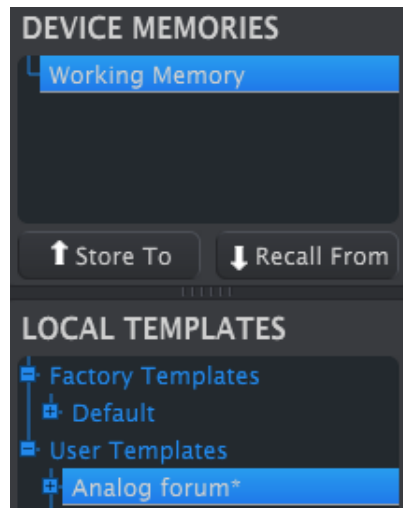 DEVICE MEMORIES
Working Memory
Store To
Recall From
LOCAL TEMPLATES
Factory Templates
Default
User Templates
Analog forum*